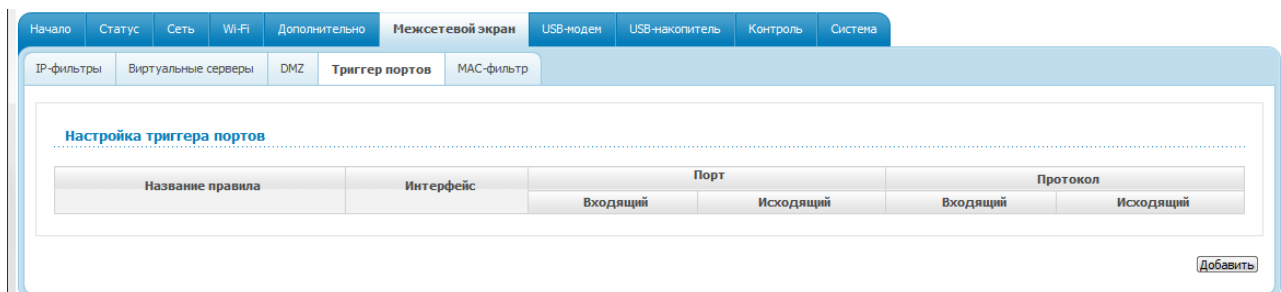 Начало Статус Сеть Wi-Fi Дополнительно Межсетевой экран USB-модем USB-накопитель Контроль Система
IP-фильтры Виртуальные серверы DMZ Триггер портов MAC-фильтр
Настройка триггера портов
Название правила Интерфейс Порт Протокол
Входящий Исходящий Входящий Исходящий
Добавить